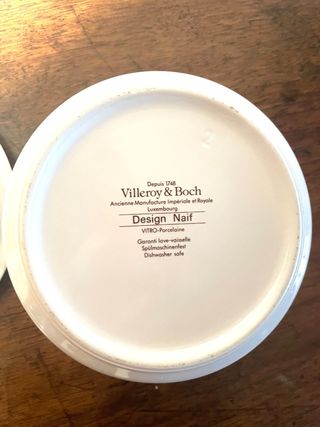 Depuis 1748
Villeroy & Boch
Ancienne Manufacture Impériale et Royale
Luxembourg
Design Naif
VITRO-Porcelaine
Garanti lave-vaisselle
Spülmaschinenfest
Dishwasher safe
2